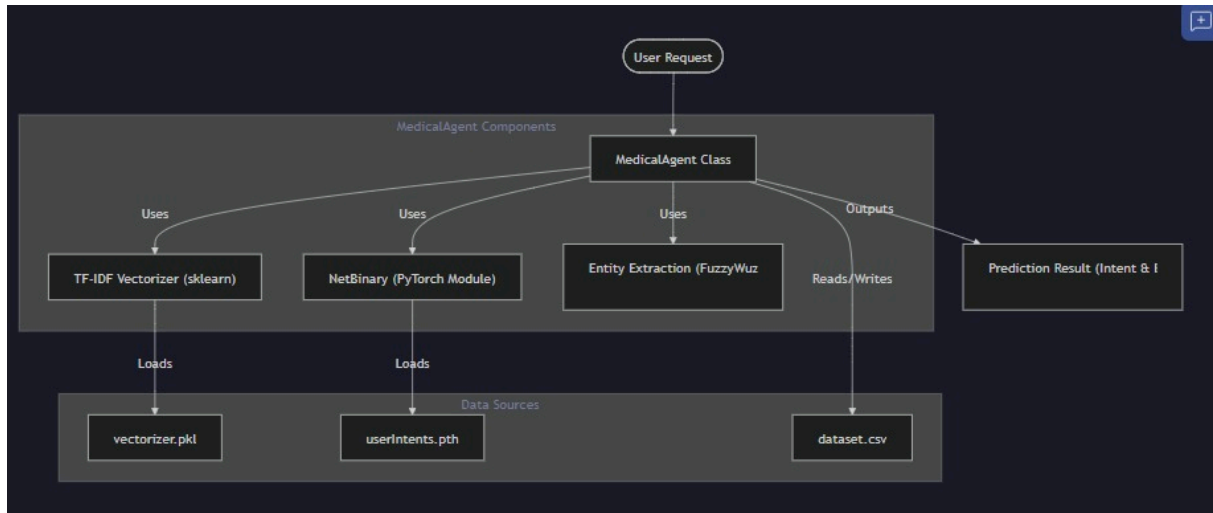 User Request
MedicalAgent Components
MedicalAgent Class
Uses
Uses
Uses
Outputs
TF-IDF Vectorizer (sklearn)
NetBinary (PyTorch Module)
Entity Extraction (FuzzyWuz
Reads/Writes
Prediction Result (Intent & E
Loads
Loads
Data Sources
vectorizer.pkl
userIntents.pth
dataset.csv